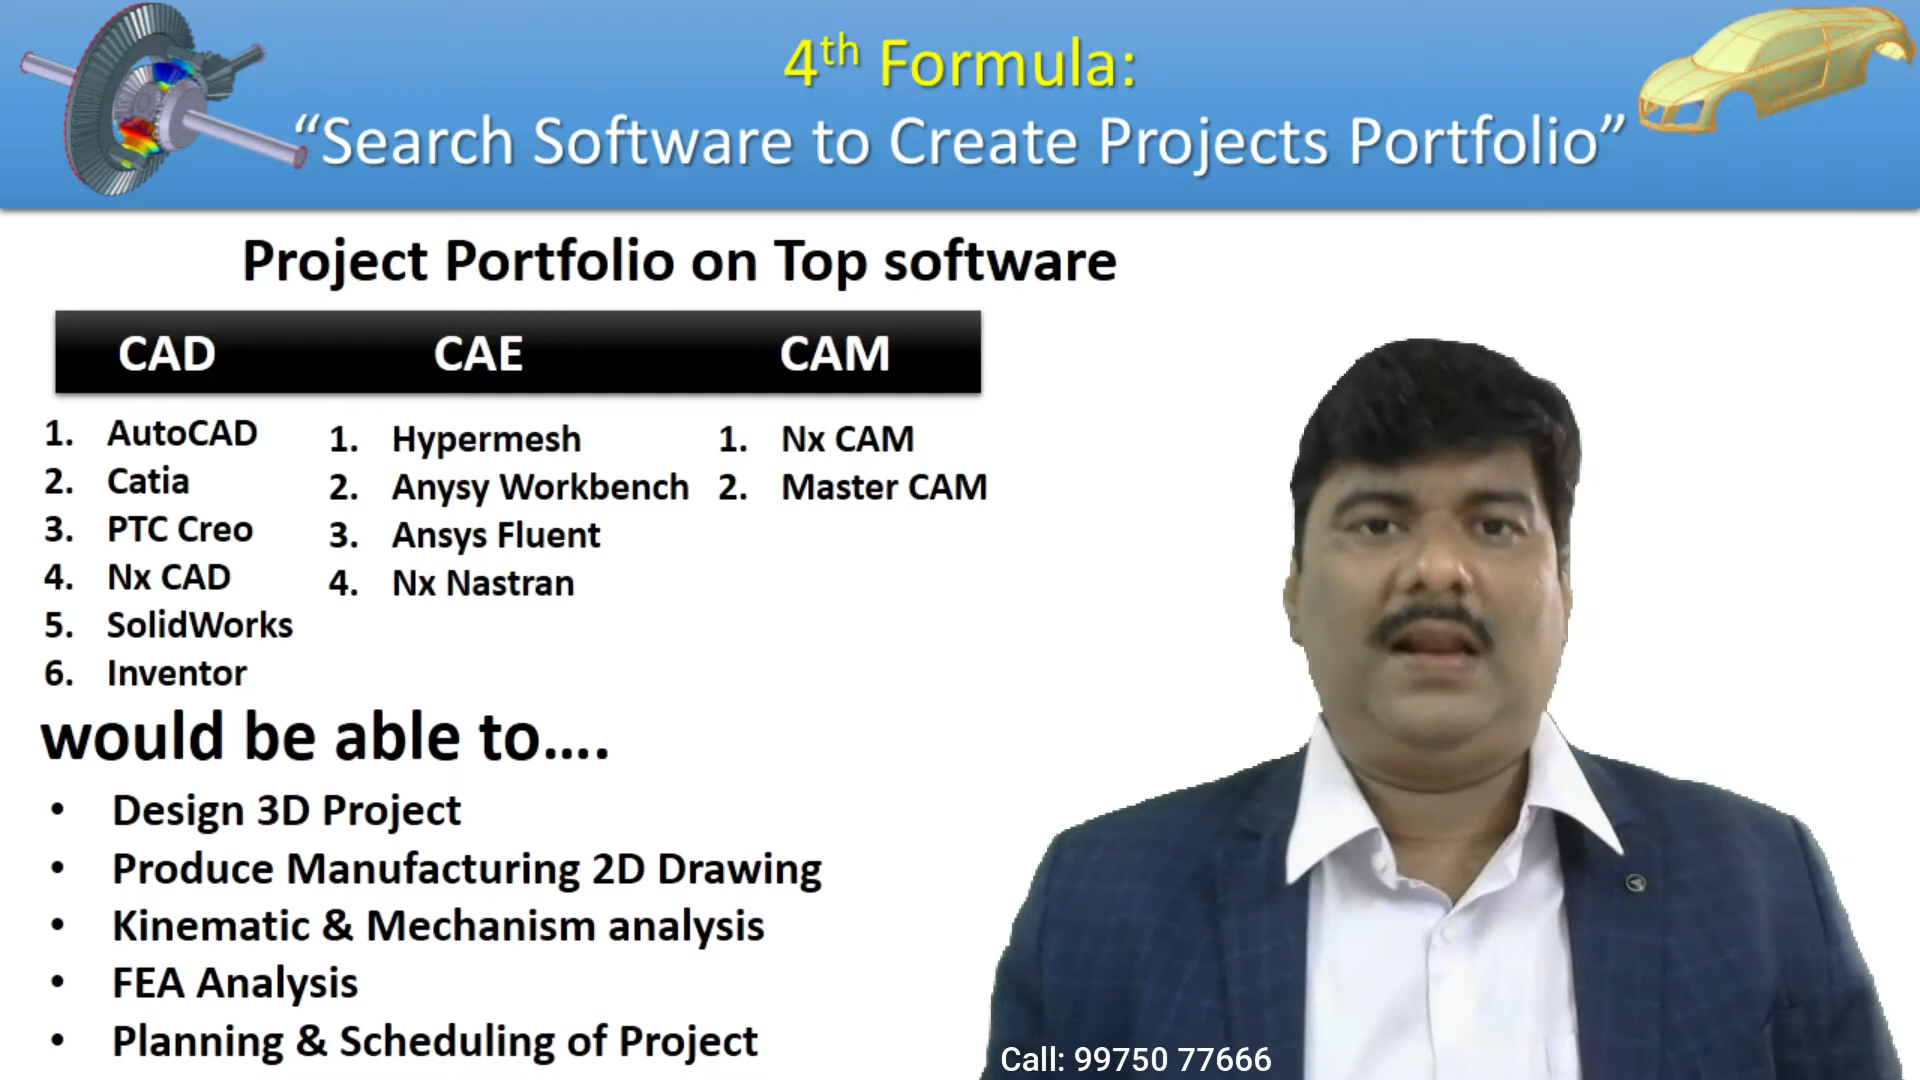 4th Formula:
“Search Software to Create Projects Portfolio”
Project Portfolio on Top software
CAD CAE CAM
1. AutoCAD
2. Catia
3. PTC Creo
4. Nx CAD
5. SolidWorks
6. Inventor
1. Hypermesh
2. Anysy Workbench
3. Ansys Fluent
4. Nx Nastran
1. Nx CAM
2. Master CAM
would be able to....
• Design 3D Project
• Produce Manufacturing 2D Drawing
• Kinematic & Mechanism analysis
• FEA Analysis
• Planning & Scheduling of Project
Call: 99750 77666